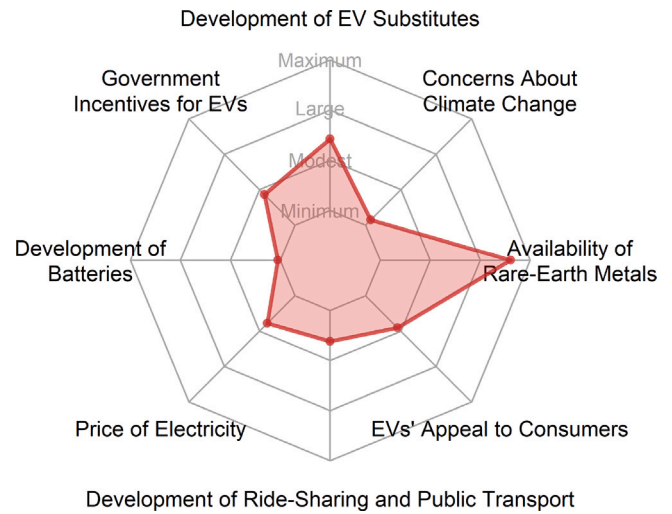 Development of EV Substitutes
Maximum
Government
Incentives for EVs
Concerns About
Climate Change
Large
Modest
Minimum
Development of
Batteries
Availability of
Rare-Earth Metals
Price of Electricity
EVs' Appeal to Consumers
Development of Ride-Sharing and Public Transport